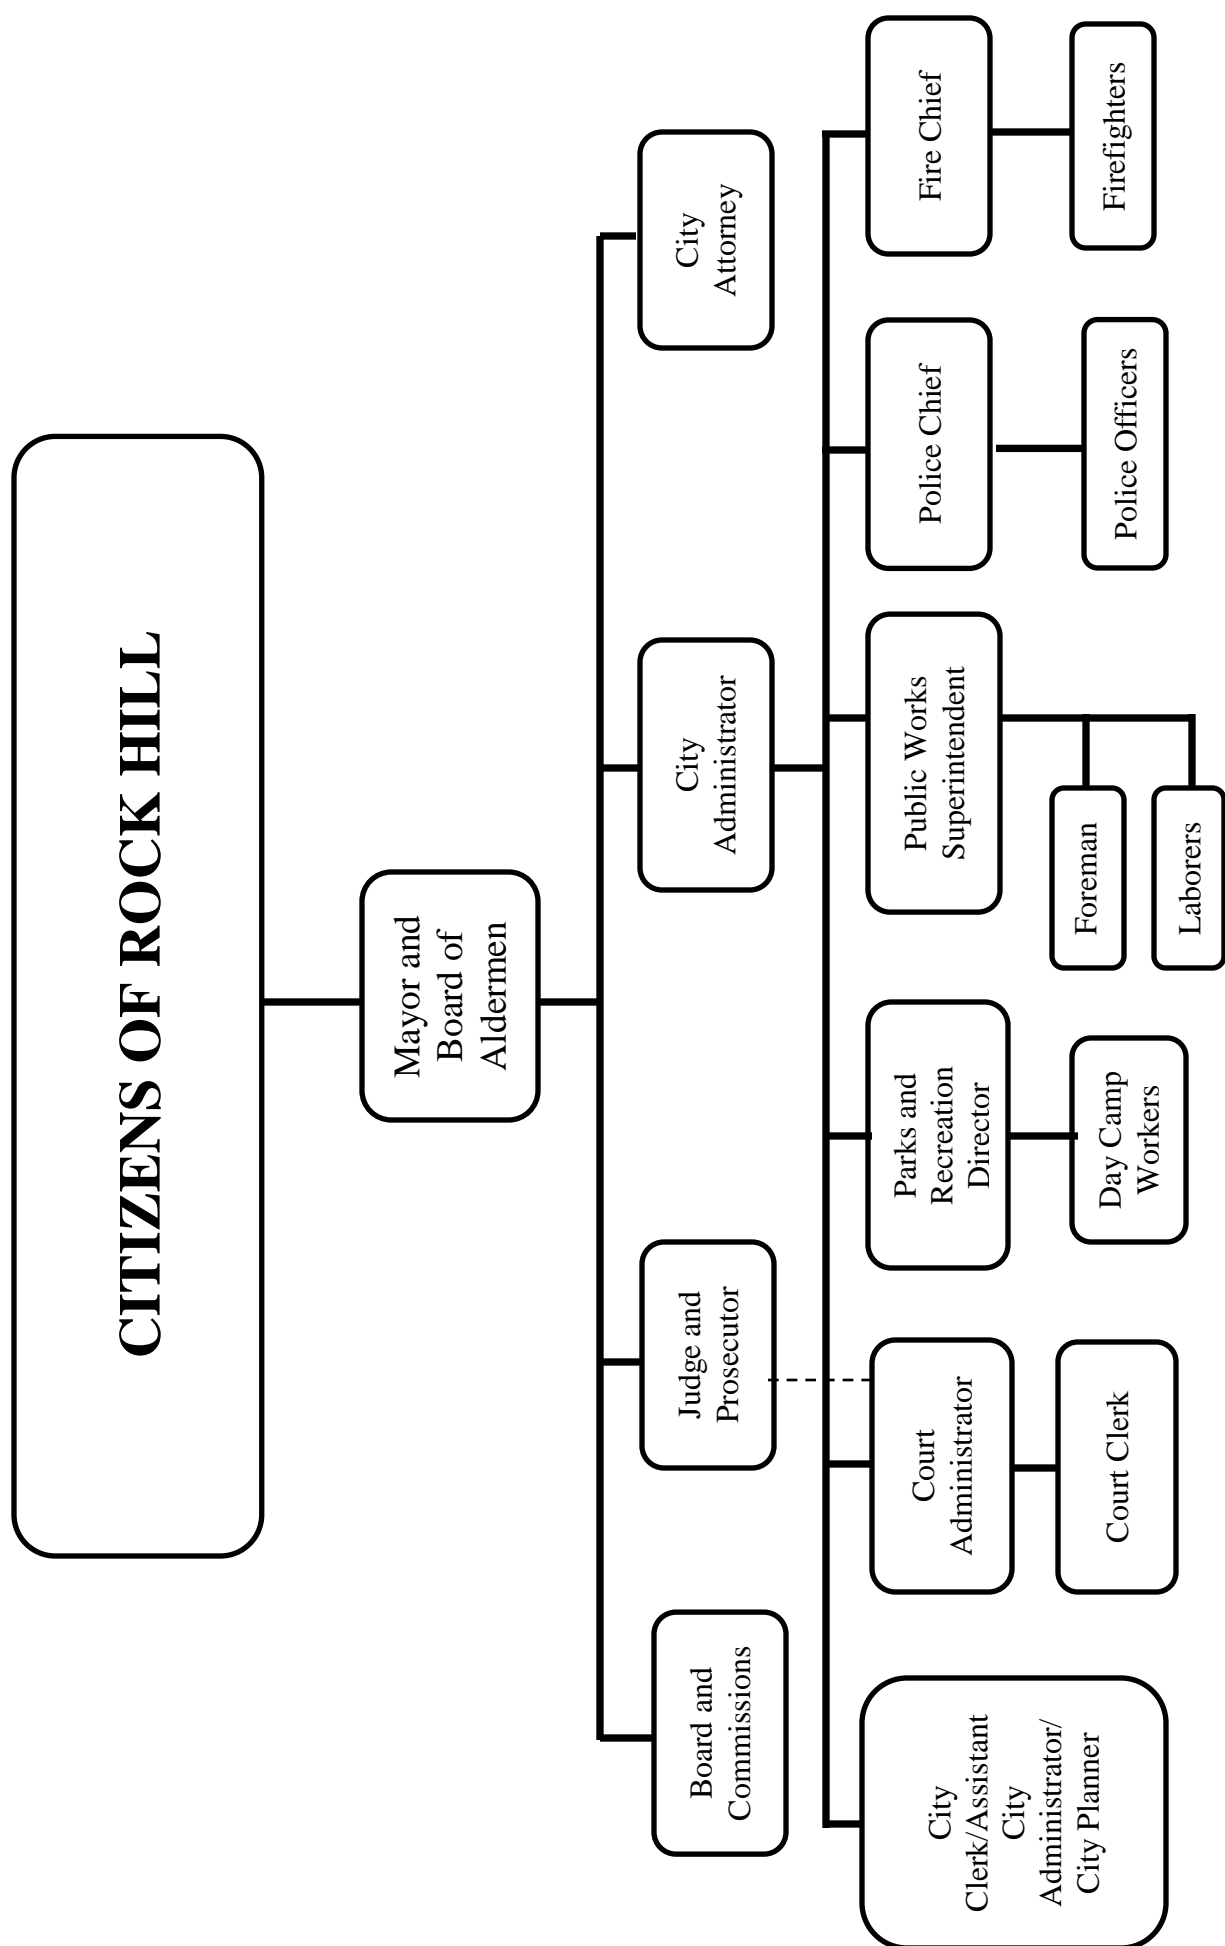 CITIZENS OF ROCK HILL
Mayor and
Board of
Aldermen
Board and
Commissions
Judge and
Prosecutor
City
Administrator
City
Attorney
City
Clerk/Assistant
City
Administrator/
City Planner
Court
Administrator
Parks and
Recreation
Director
Public Works
Superintendent
Police Chief
Fire Chief
Court Clerk
Day Camp
Workers
Foreman
Laborers
Police Officers
Firefighters